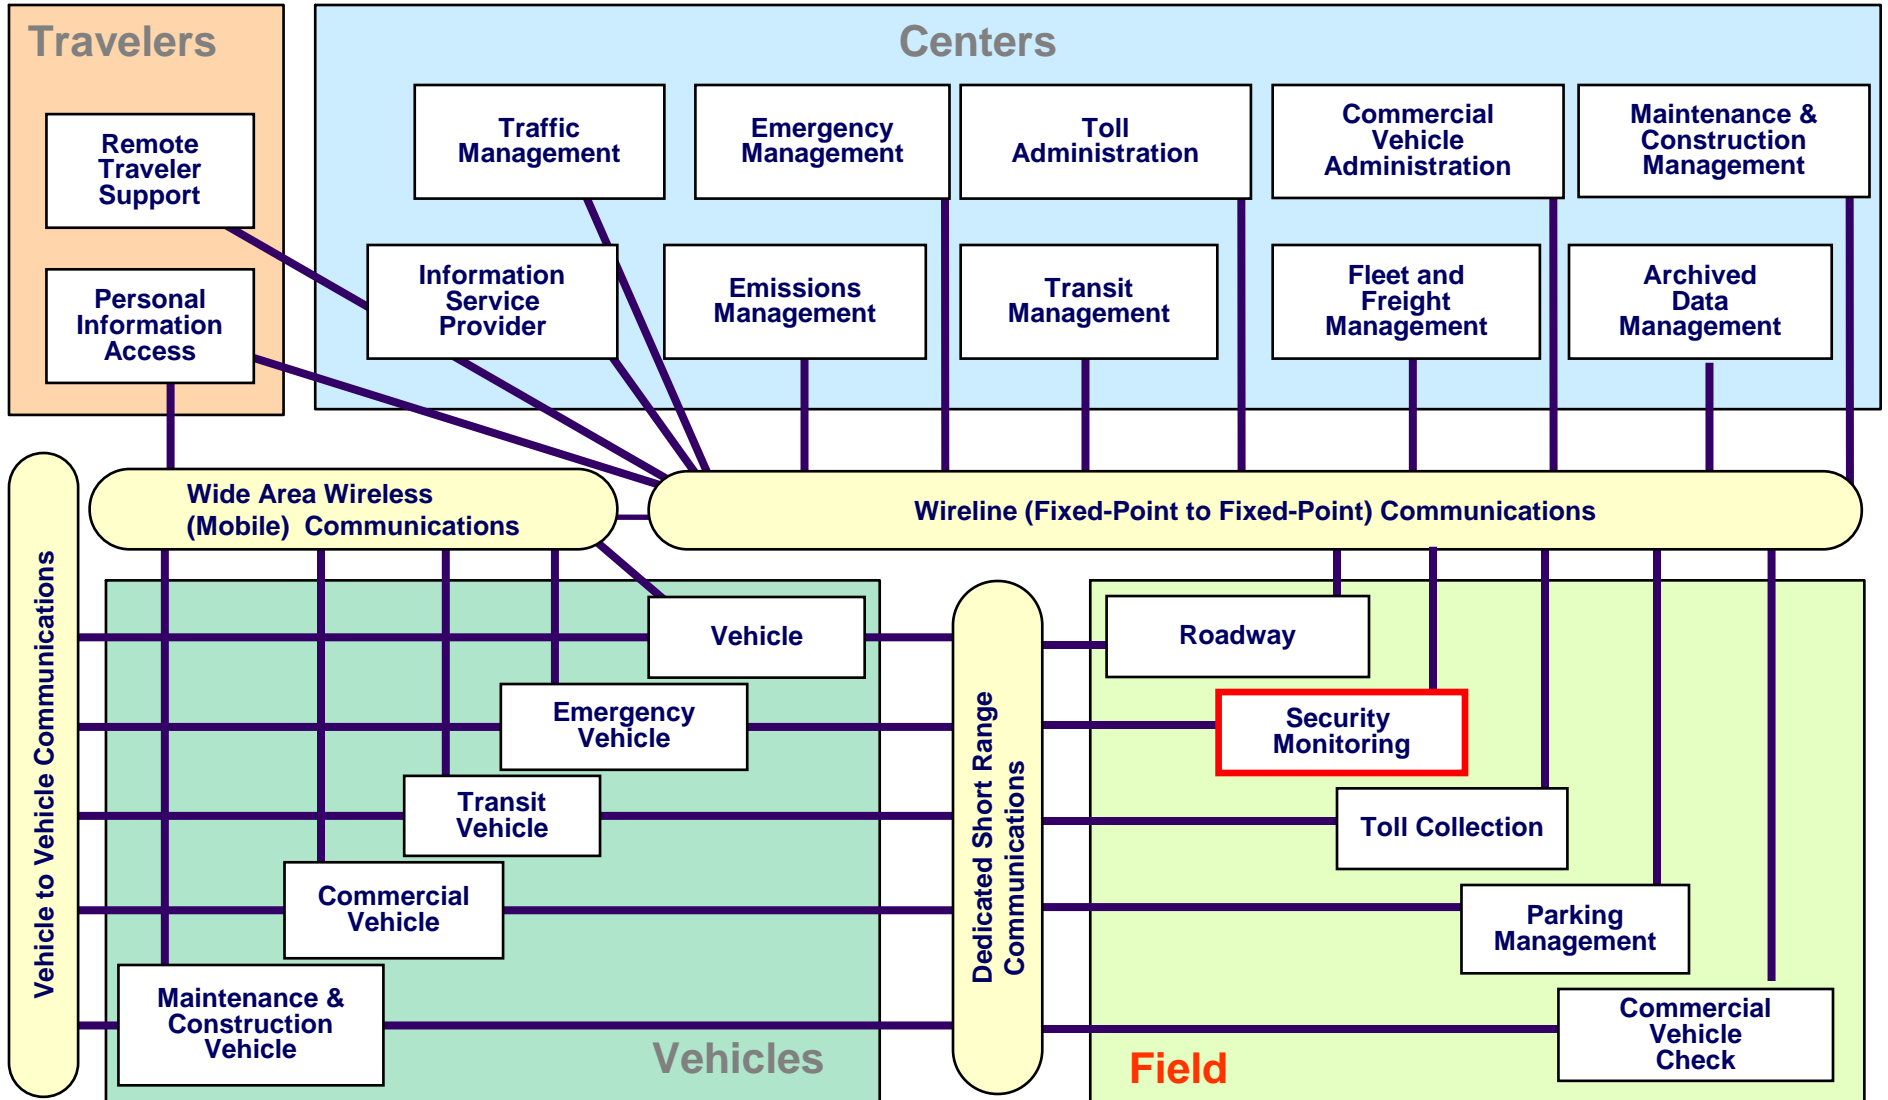 Travelers
Remote
Traveler
Support
Personal
Information
Access
Centers
Traffic
Management
Emergency
Management
Toll
Administration
Commercial
Vehicle
Administration
Maintenance &
Construction
Management
Information
Service
Provider
Emissions
Management
Transit
Management
Fleet and
Freight
Management
Archived
Data
Management
Wide Area Wireless
(Mobile) Communications
Wireline (Fixed-Point to Fixed-Point) Communications
Vehicle to Vehicle Communications
Vehicle
Emergency
Vehicle
Transit
Vehicle
Commercial
Vehicle
Maintenance &
Construction
Vehicle
Vehicles
Dedicated Short Range
Communications
Roadway
Security
Monitoring
Toll Collection
Parking
Management
Commercial
Vehicle
Check
Field